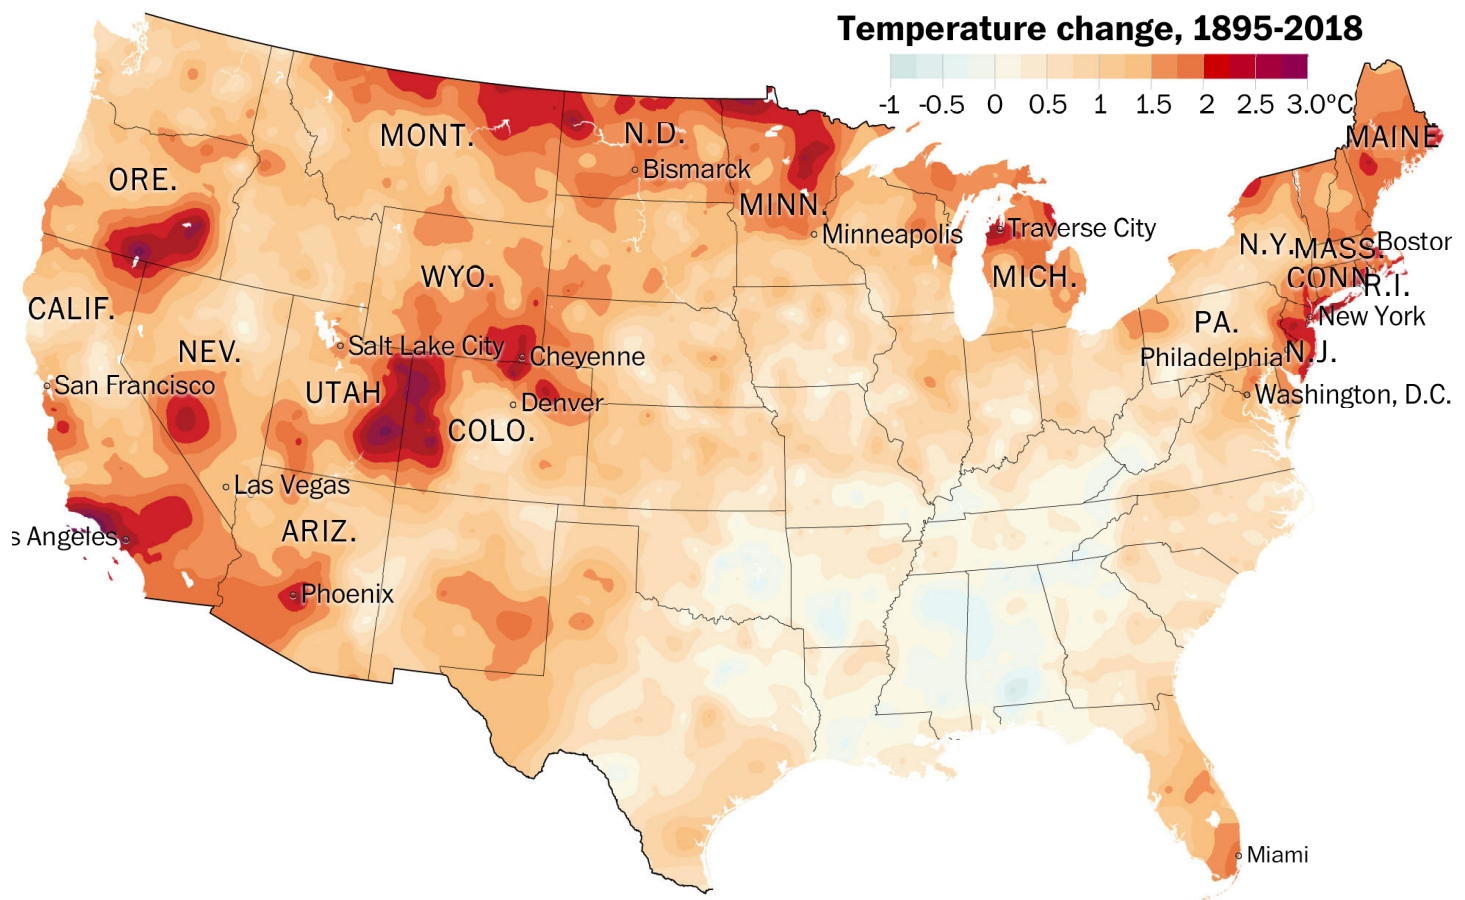 Temperature change, 1895-2018
-1 -0.5 0 0.5 1 1.5 2 2.5 3.0°C
MAINE
MONT.
N.D.
Bismarck
ORE.
MINN.
Minneapolis
Traverse City
N.Y.
MASS.
Boston
WYO.
MICH.
CONN.
R.I.
CALIF.
New York
PA.
NEV.
Salt Lake City
Cheyenne
Philadelphia
N.J.
San Francisco
UTAH
Denver
Washington, D.C.
COLO.
Las Vegas
ARIZ.
s Angeles
Phoenix
Miami